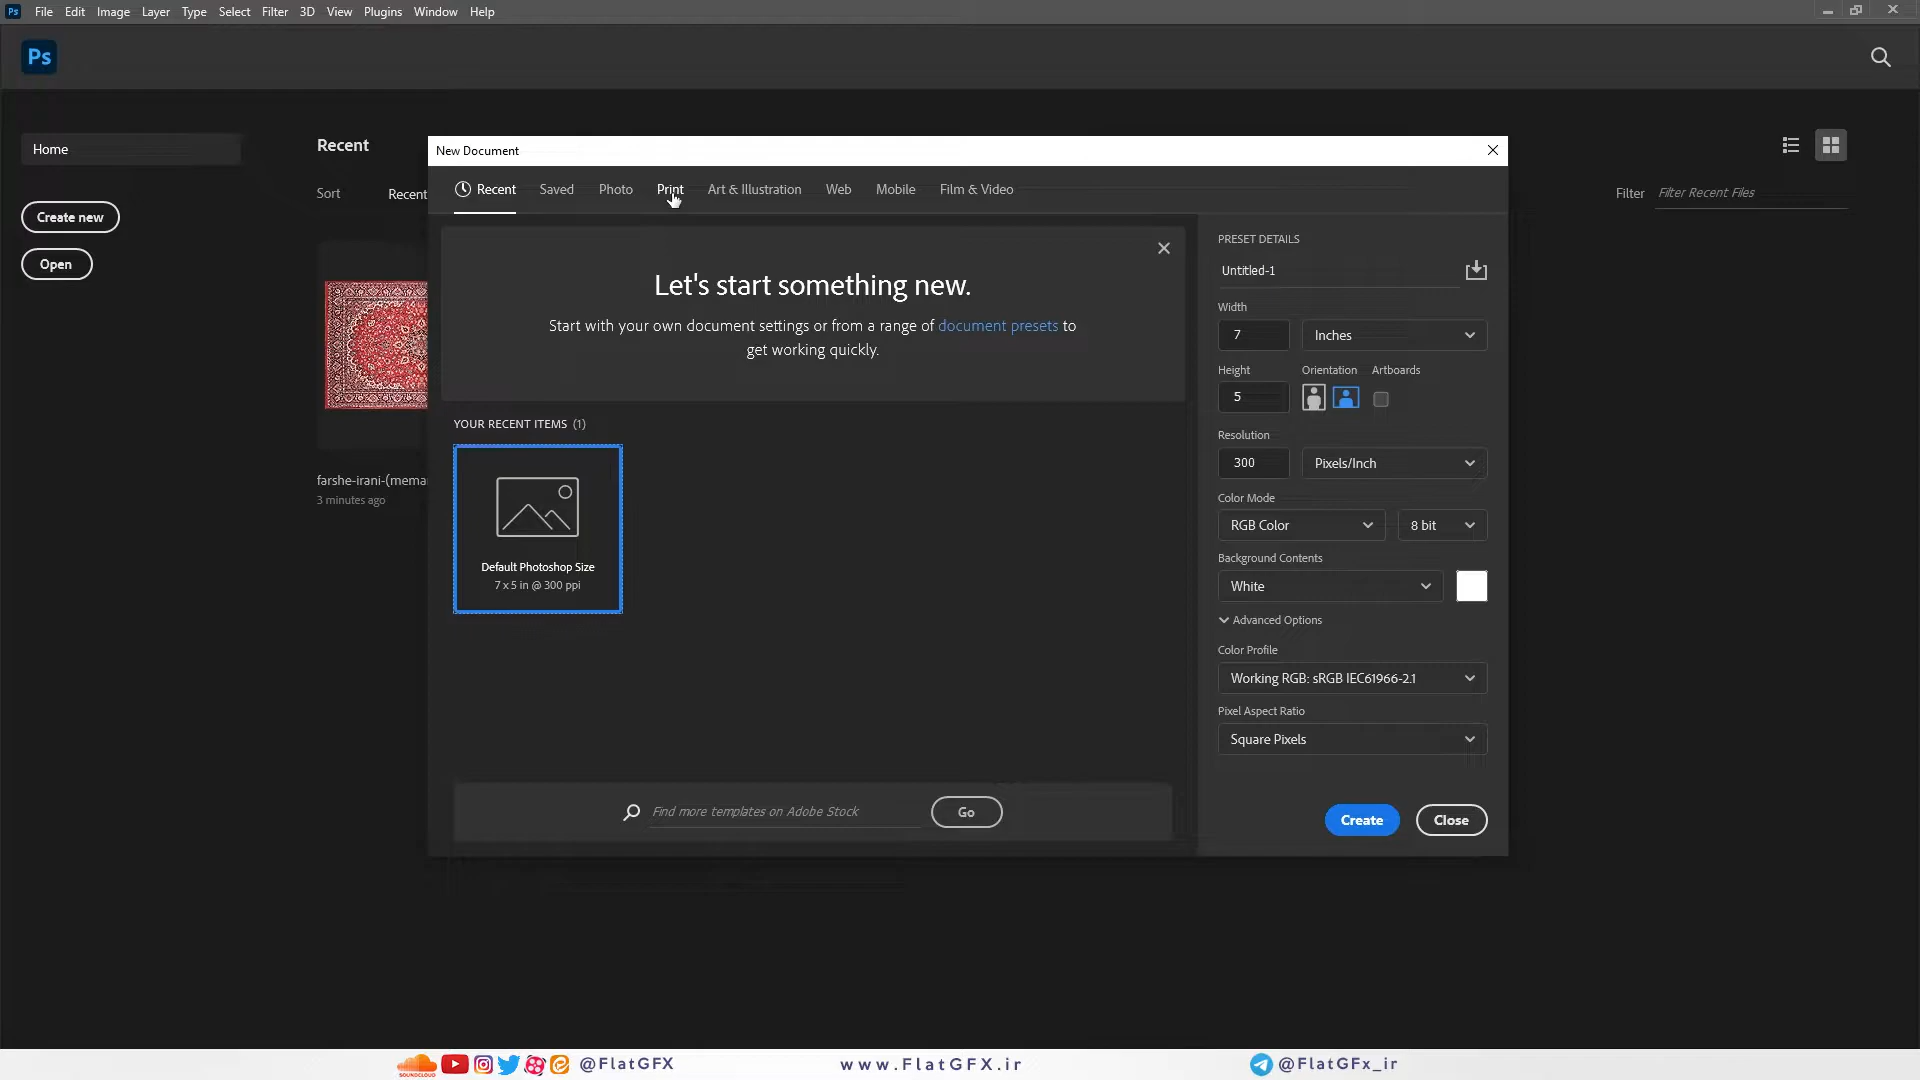 Ps File Edit Image Layer Type Select Filter 3D View Plugins Window Help
Ps
Home
Create new
Open
Recent
Sort Recent
Filter Filter Recent Files
farshe-irani-(memar
3 minutes ago
New Document
Recent Saved Photo Print Art & Illustration Web Mobile Film & Video
Let's start something new.
Start with your own document settings or from a range of document presets to
get working quickly.
YOUR RECENT ITEMS (1)
Default Photoshop Size
7 x 5 in @ 300 ppi
Find more templates on Adobe Stock
Go
PRESET DETAILS
Untitled-1
Width
7 Inches
Height Orientation Artboards
5
Resolution
300 Pixels/Inch
Color Mode
RGB Color 8 bit
Background Contents
White
Advanced Options
Color Profile
Working RGB: sRGB IEC61966-2.1
Pixel Aspect Ratio
Square Pixels
Create Close
SOUNDCLOUD @FlatGFX www.FlatGFX.ir @FlatGFx_ir